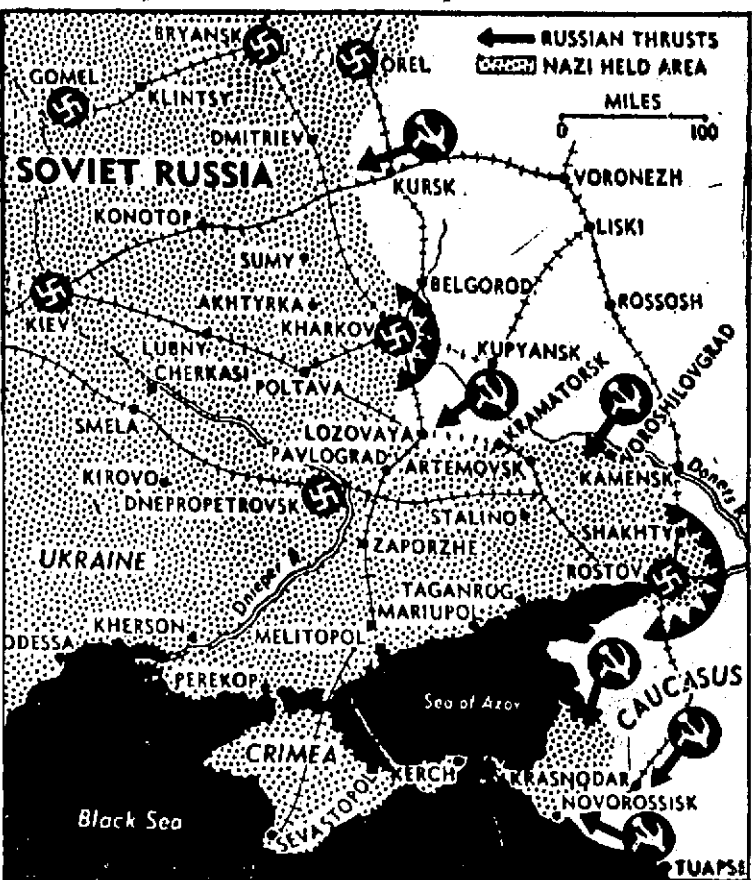 BRYANSK
RUSSIAN THRUSTS
OREL
NAZI HELD AREA
GOMEL
KLINTSY
MILES
0 100
DMITRIEV
SOVIET RUSSIA
KURSK
VORONEZH
KONOTOP
LISKI
SUMY
BELGOROD
ROSSOSH
AKHTYRKA
KIEV
KHARKOV
LUBNY
KUPYANSK
CHERKASI
POLTAVA
KRAMATORSK
VOROSHILOVGRAD
SMELA
LOZOVAYA
PAVLOGRAD
ARTEMOVSK
KAMENSK
Donets R.
KIROVO
DNEPROPETROVSK
STALINO
SHAKHTY
UKRAINE
ZAPORZHE
ROSTOV
Dnieper R.
TAGANROG
MARIUPOL
KHERSON
ODESSA
MELITOPOL
PEREKOP
Sea of Azov
CAUCASUS
CRIMEA
KERCH
KRASNODAR
SEVASTOPOL
NOVOROSSISK
Black Sea
TUAPSE